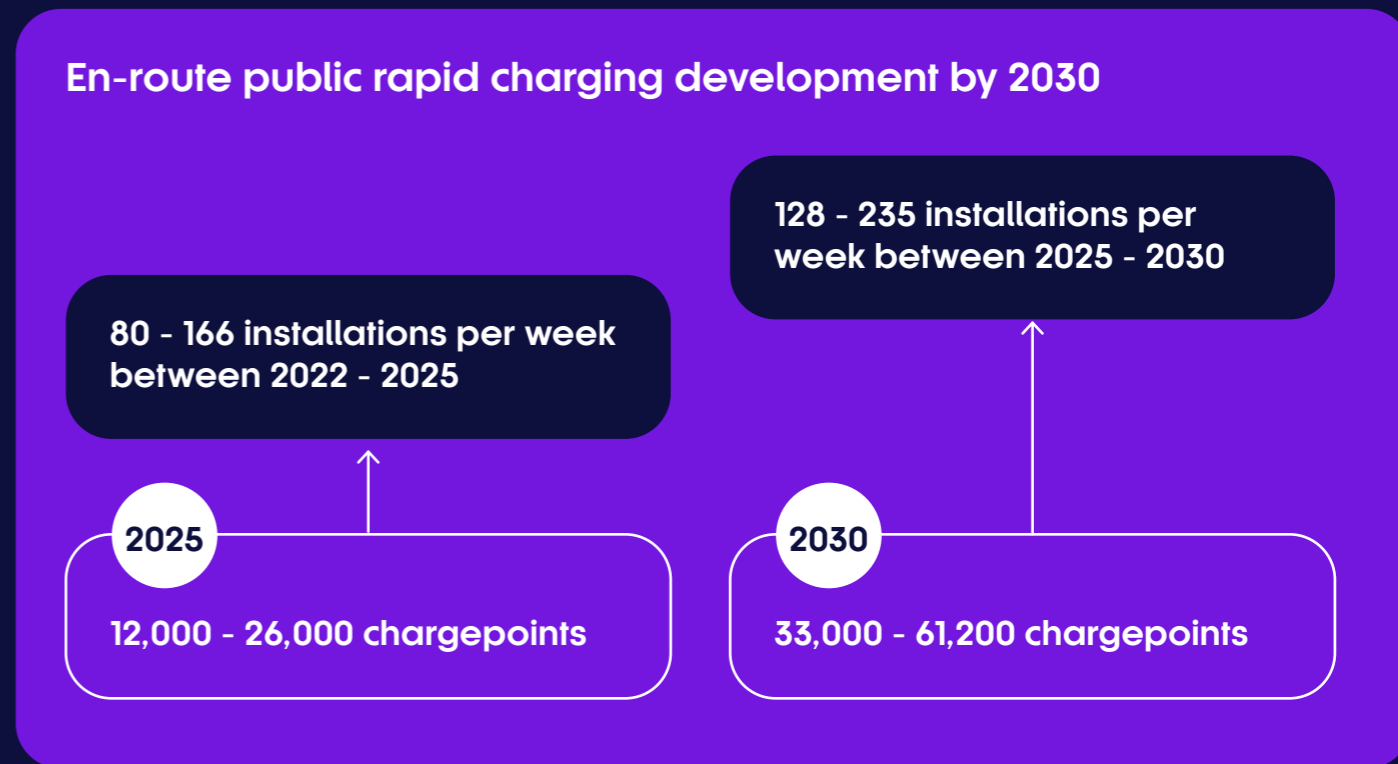 En-route public rapid charging development by 2030
80 - 166 installations per week
between 2022 - 2025
2025
12,000 - 26,000 chargepoints
128 - 235 installations per
week between 2025 - 2030
2030
33,000 - 61,200 chargepoints